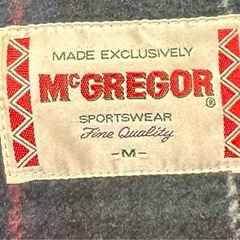 MADE EXCLUSIVELY
McGREGOR®
SPORTSWEAR
Fine Quality
-M-